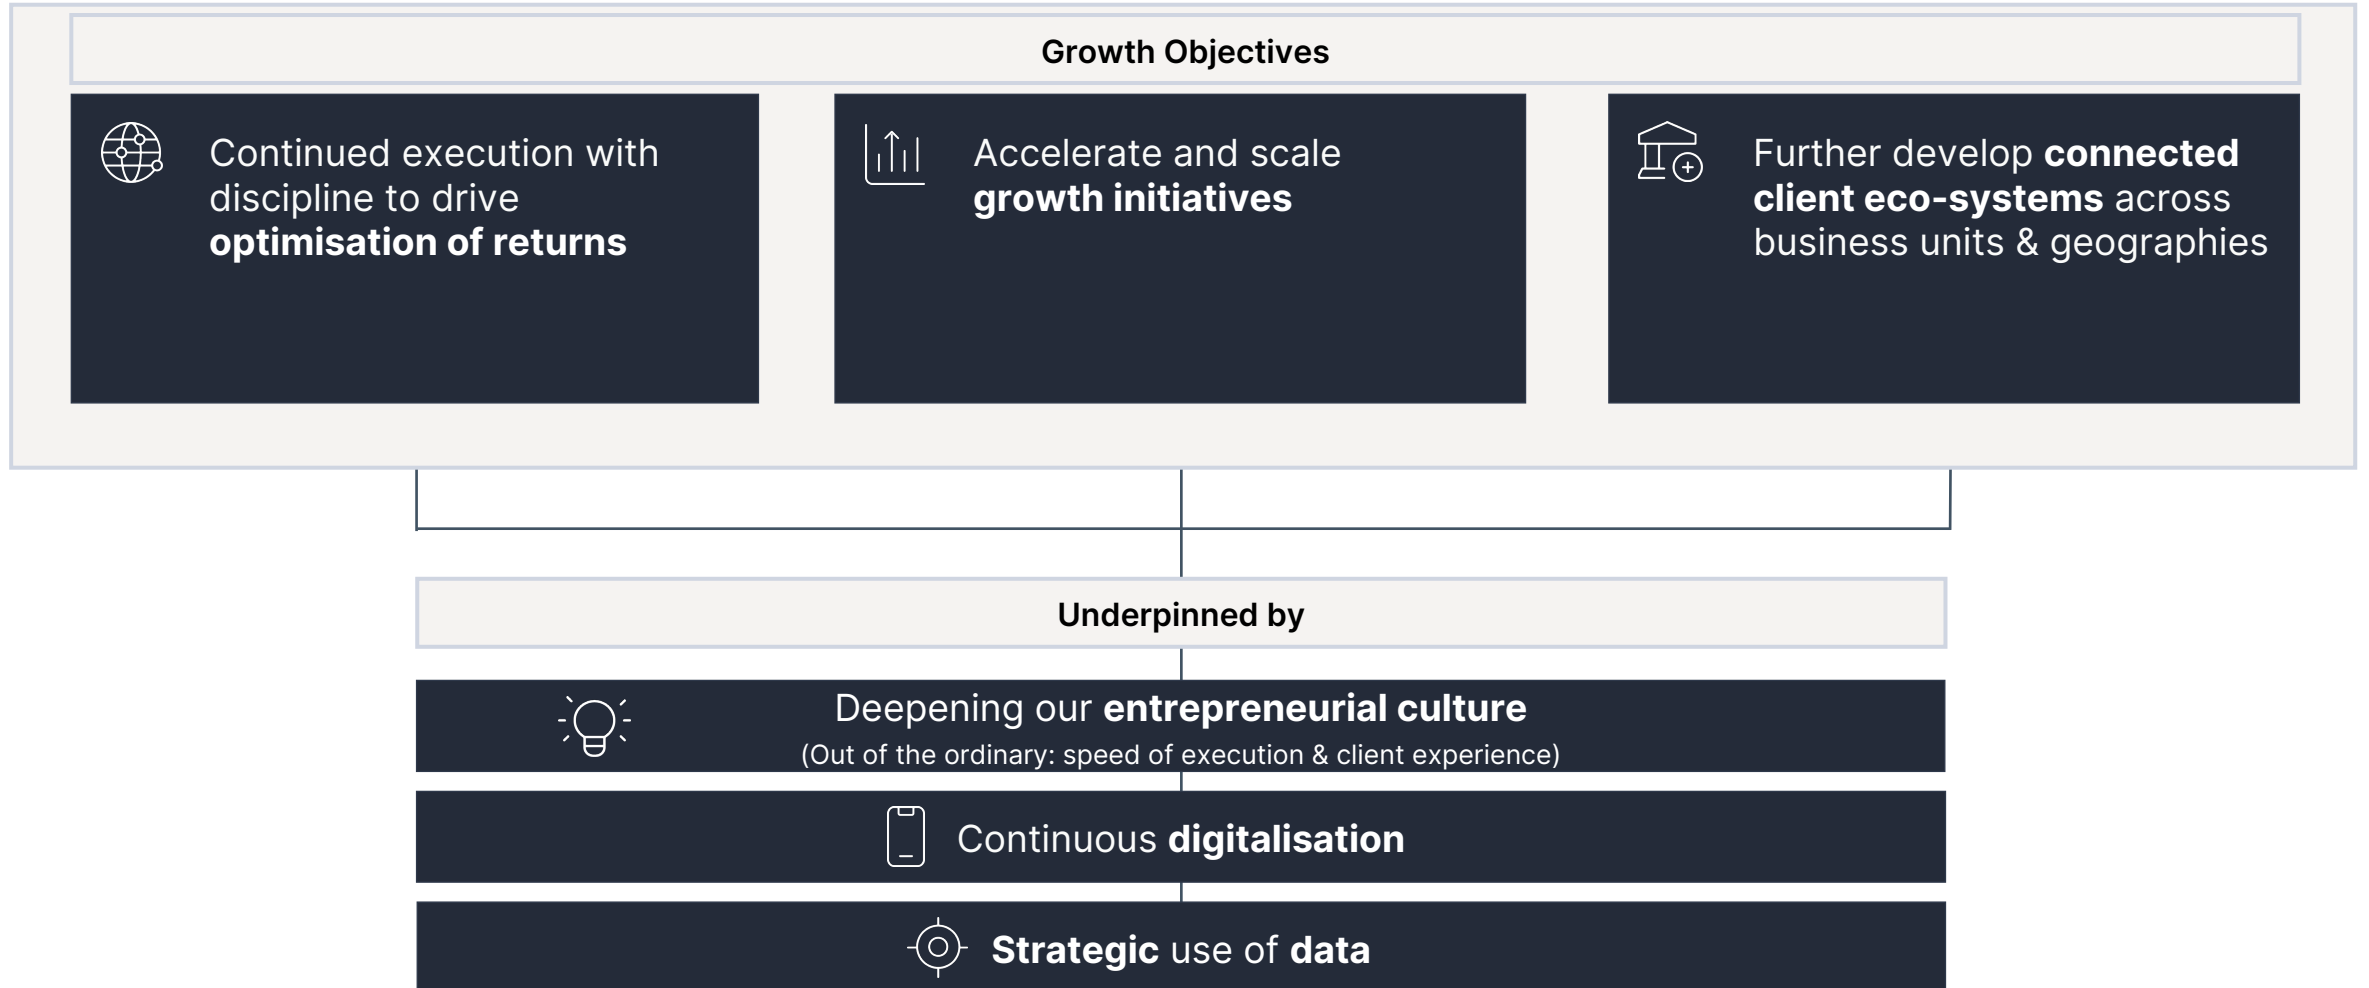 Growth Objectives
Continued execution with
discipline to drive
optimisation of returns
Accelerate and scale
growth initiatives
Further develop connected
client eco-systems across
business units & geographies
Underpinned by
Deepening our entrepreneurial culture
(Out of the ordinary: speed of execution & client experience)
Continuous digitalisation
Strategic use of data